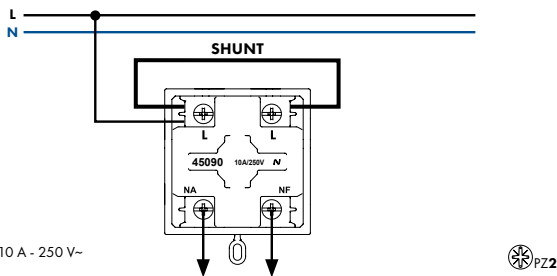 L
N
SHUNT
L L
45090 10A/250V N
NA NF
10 A - 250 V~
PZ2